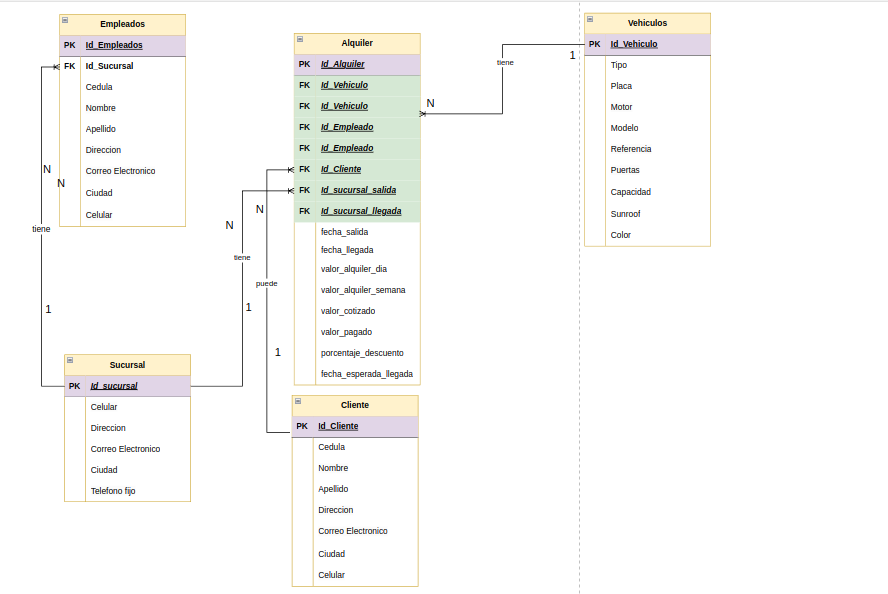 Empleados
PK Id_Empleados
FK Id_Sucursal
Cedula
Nombre
Apellido
Direccion
Correo Electronico
Ciudad
Celular
N
N
tiene
1
Sucursal
PK Id_sucursal
Celular
Direccion
Correo Electronico
Ciudad
Telefono fijo
N
tiene
1
N
puede
1
Alquiler
PK Id_Alquiler
FK Id_Vehiculo
FK Id_Vehiculo
FK Id_Empleado
FK Id_Empleado
FK Id_Cliente
FK Id_sucursal_salida
FK Id_sucursal_llegada
fecha_salida
fecha_llegada
valor_alquiler_dia
valor_alquiler_semana
valor_cotizado
valor_pagado
porcentaje_descuento
fecha_esperada_llegada
Cliente
PK Id_Cliente
Cedula
Nombre
Apellido
Direccion
Correo Electronico
Ciudad
Celular
N
tiene
1
Vehiculos
PK Id_Vehiculo
Tipo
Placa
Motor
Modelo
Referencia
Puertas
Capacidad
Sunroof
Color